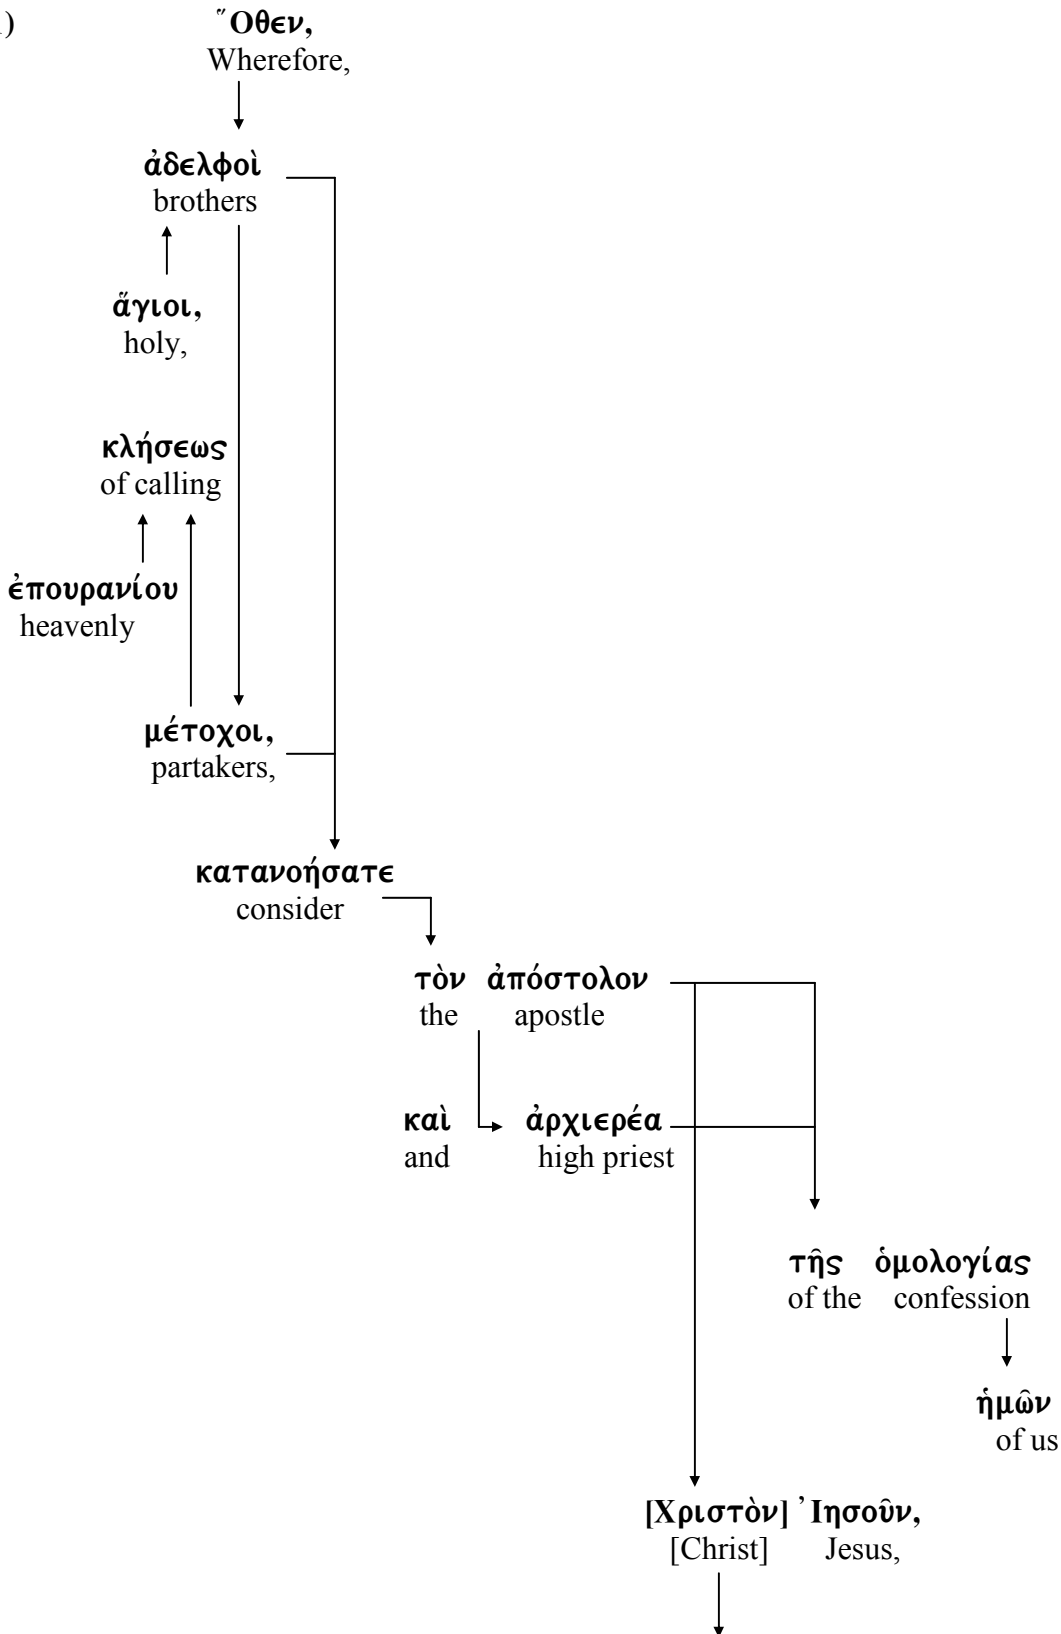 )
Ὅθεν,
Wherefore,
ἀδελφοὶ
brothers
ἅγιοι,
holy,
κλήσεως
of calling
ἐπουρανίου
heavenly
μέτοχοι,
partakers,
κατανοήσατε
consider
τὸν ἀπόστολον
the apostle
καὶ ἀρχιερέα
and high priest
τῆς ὁμολογίας
of the confession
ἡμῶν
of us
[Χριστὸν] Ἰησοῦν,
[Christ] Jesus,